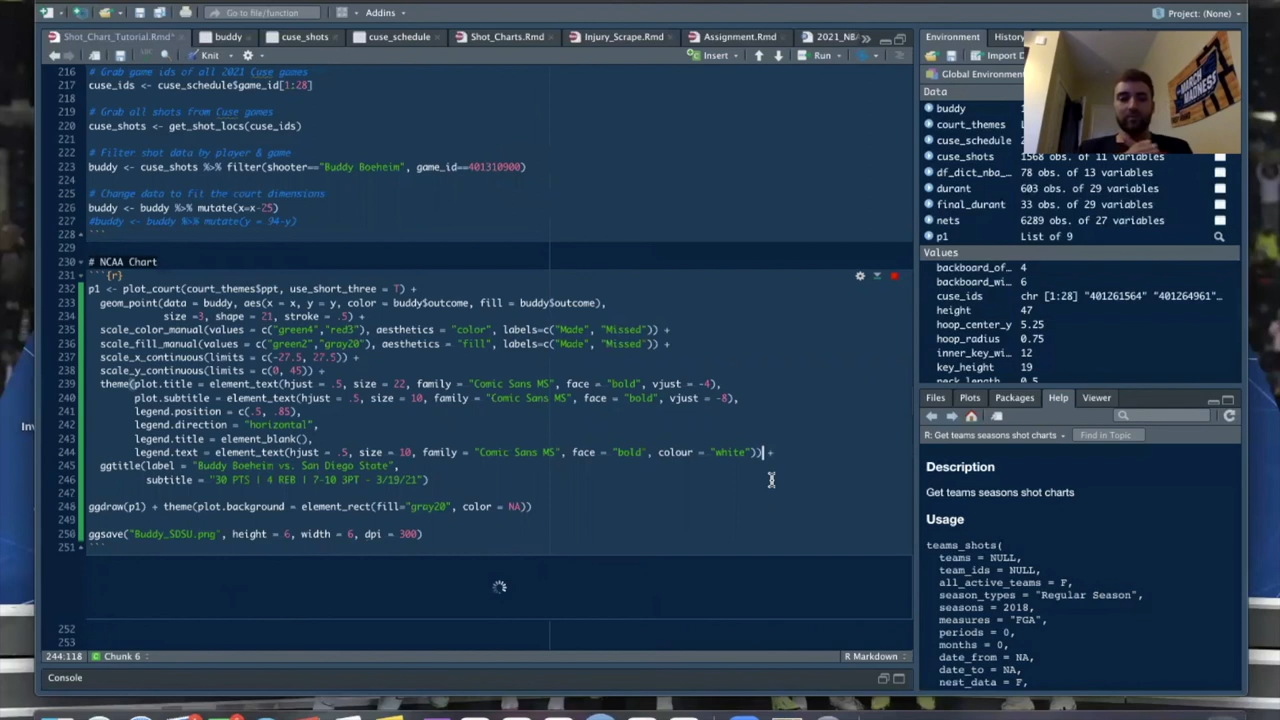 Go to file/function
Addins
Project: (None)
Shot_Chart_Tutorial.Rmd*
buddy
cuse_shots
cuse_schedule
Shot_Charts.Rmd
Injury_Scrape.Rmd
Assignment.Rmd
2021_NB
Knit
Insert
Run
216 # Grab game ids of all 2021 Cuse games
217 cuse_ids <- cuse_schedule$game_id[1:28]
218
219 # Grab all shots from Cuse games
220 cuse_shots <- get_shot_locs(cuse_ids)
221
222 # Filter shot data by player & game
223 buddy <- cuse_shots %>% filter(shooter=="Buddy Boeheim", game_id==401310900)
224
225 # Change data to fit the court dimensions
226 buddy <- buddy %>% mutate(x=x-25)
227 #buddy <- buddy %>% mutate(y = 94-y)
228 ```
229
230 # NCAA Chart
231 ```{r}
232 p1 <- plot_court(court_themes$ppt, use_short_three = T) +
233 geom_point(data = buddy, aes(x = x, y = y, color = buddy$outcome, fill = buddy$outcome),
234 size =3, shape = 21, stroke = .5) +
235 scale_color_manual(values = c("green4","red3"), aesthetics = "color", labels=c("Made", "Missed")) +
236 scale_fill_manual(values = c("green2","gray20"), aesthetics = "fill", labels=c("Made", "Missed")) +
237 scale_x_continuous(limits = c(-27.5, 27.5)) +
238 scale_y_continuous(limits = c(0, 45)) +
239 theme(plot.title = element_text(hjust = .5, size = 22, family = "Comic Sans MS", face = "bold", vjust = -4),
240 plot.subtitle = element_text(hjust = .5, size = 10, family = "Comic Sans MS", face = "bold", vjust = -8),
241 legend.position = c(.5, .85),
242 legend.direction = "horizontal",
243 legend.title = element_blank(),
244 legend.text = element_text(hjust = .5, size = 10, family = "Comic Sans MS", face = "bold", colour = "white")) +
245 ggtitle(label = "Buddy Boeheim vs. San Diego State",
246 subtitle = "30 PTS | 4 REB | 7-10 3PT - 3/19/21")
247
248 ggdraw(p1) + theme(plot.background = element_rect(fill="gray20", color = NA))
249
250 ggsave("Buddy_SDSU.png", height = 6, width = 6, dpi = 300)
251 ```
252
253
244:118 Chunk 6
R Markdown
Console
Environment
History
Import D
Global Environme
Data
buddy 1
court_themes L
cuse_schedule
cuse_shots 1568 obs. of 11 variables
df_dict_nba_… 78 obs. of 13 variables
durant 603 obs. of 29 variables
final_durant 33 obs. of 29 variables
nets 6289 obs. of 27 variables
p1 List of 9
Values
backboard_of… 4
backboard_wi… 6
cuse_ids chr [1:28] "401261564" "401264961"…
height 47
hoop_center_y 5.25
hoop_radius 0.75
inner_key_wi… 12
key_height 19
neck_length 0.5
MARCH
MADNESS
Files
Plots
Packages
Help
Viewer
R: Get teams seasons shot charts
Find in Topic
Description
Get teams seasons shot charts
Usage
teams_shots(
teams = NULL,
team_ids = NULL,
all_active_teams = F,
season_types = "Regular Season",
seasons = 2018,
measures = "FGA",
periods = 0,
months = 0,
date_from = NA,
date_to = NA,
nest_data = F,